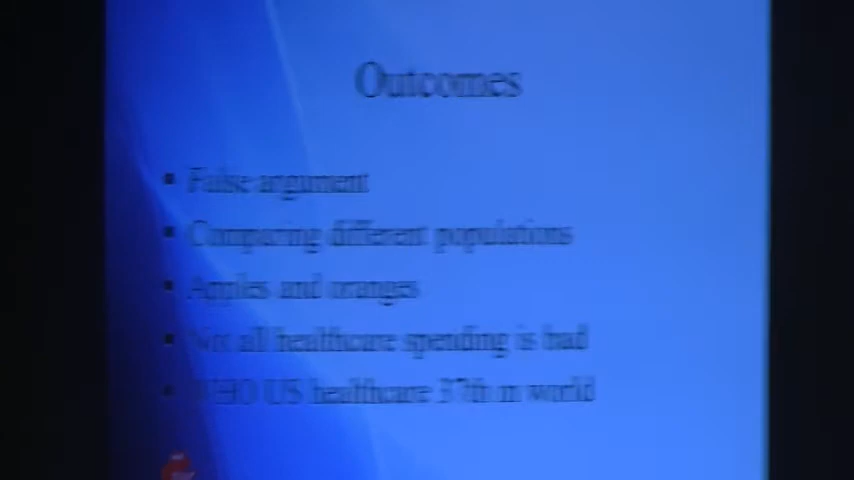 Outcomes
False argument
Comparing different populations
Apples and oranges
Not all healthcare spending is bad
WHO US healthcare 37th in world